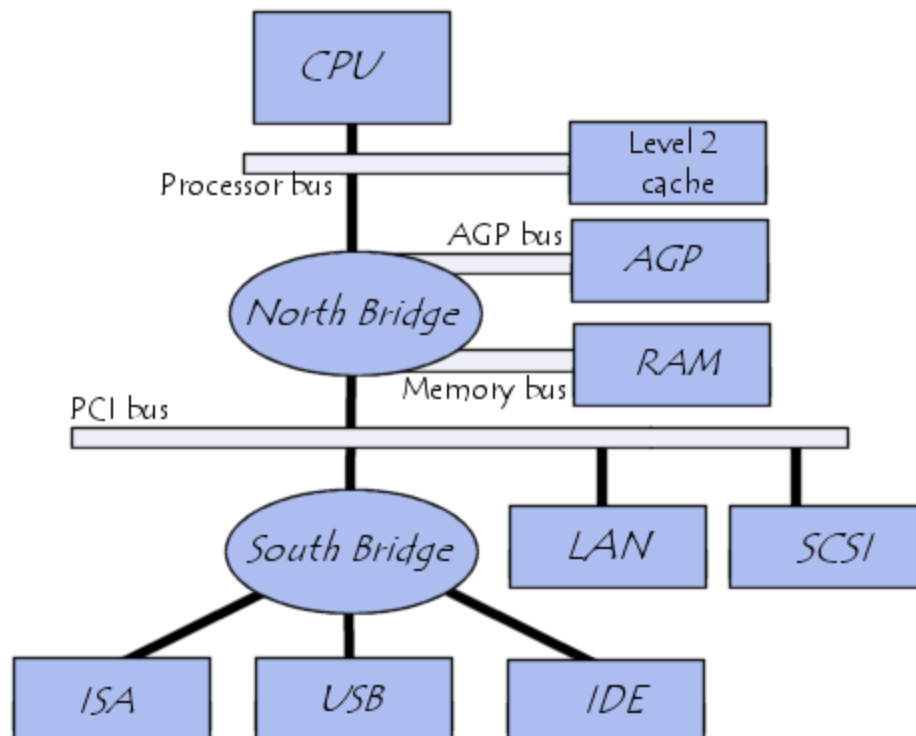 CPU
Level 2
cache
Processor bus
AGP bus
AGP
North Bridge
RAM
Memory bus
PCI bus
South Bridge
LAN
SCSI
ISA
USB
IDE